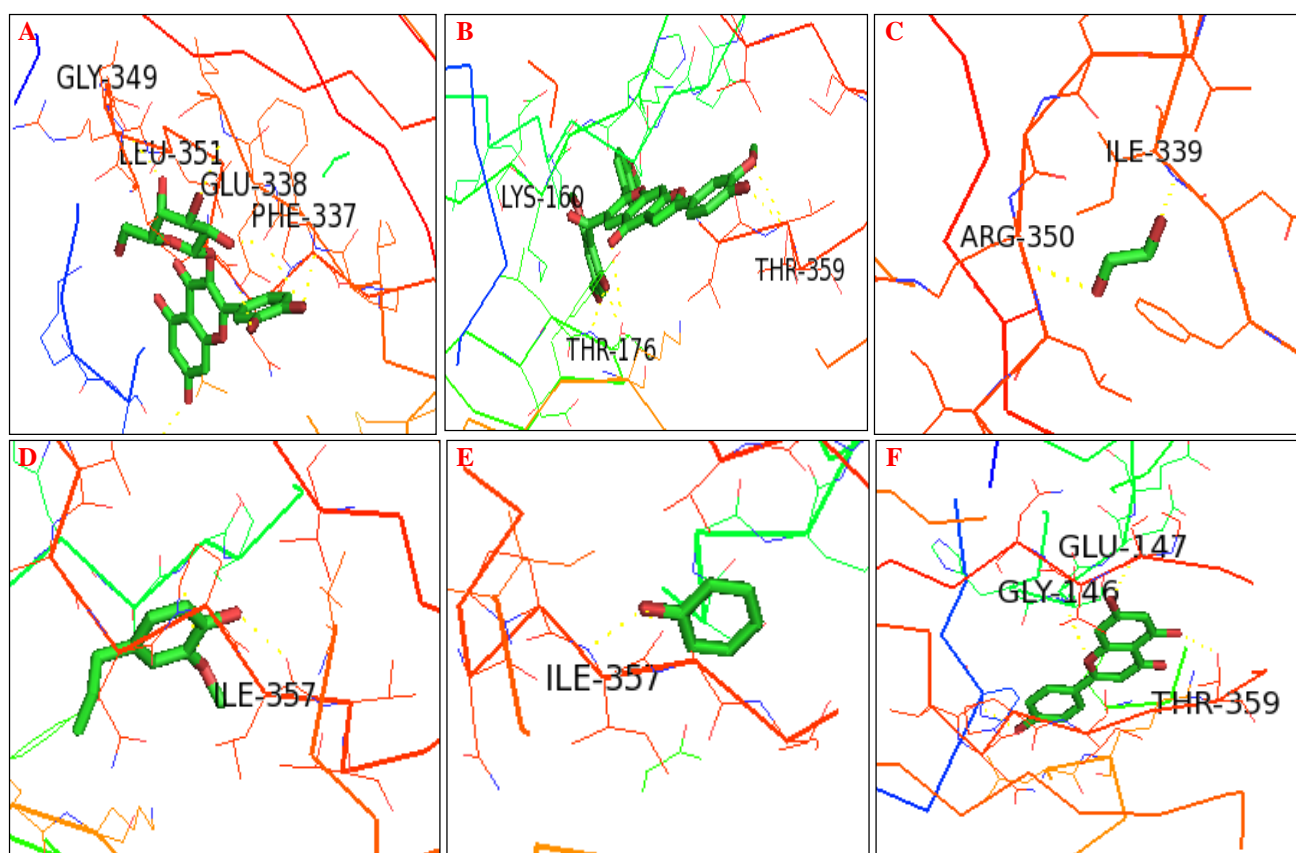 A
GLY-349
LEU-351
GLU-338
PHE-337
B
LYS-160
THR-359
THR-176
C
ILE-339
ARG-350
D
ILE-357
E
ILE-357
F
GLU-147
GLY-146
THR-359